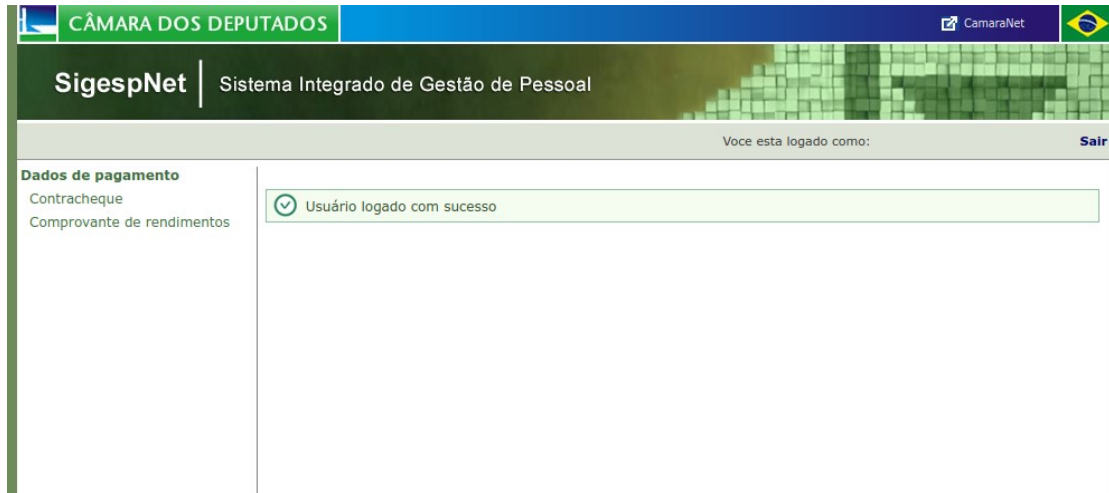 CÂMARA DOS DEPUTADOS
CamaraNet
SigespNet | Sistema Integrado de Gestão de Pessoal
Voce esta logado como:
Sair
Dados de pagamento
Contracheque
Comprovante de rendimentos
Usuário logado com sucesso